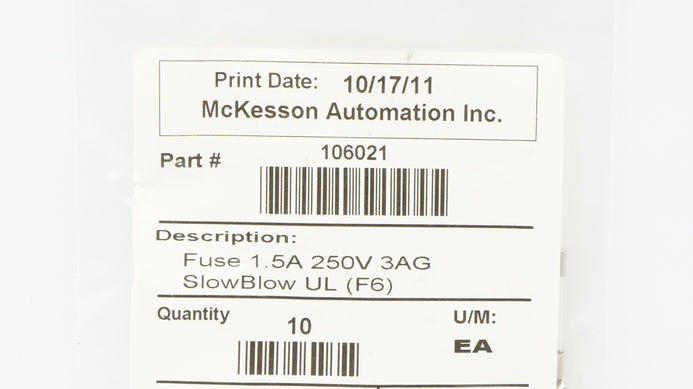 Print Date: 10/17/11
McKesson Automation Inc.
Part # 106021
Description:
Fuse 1.5A 250V 3AG
SlowBlow UL (F6)
Quantity 10 U/M:
EA